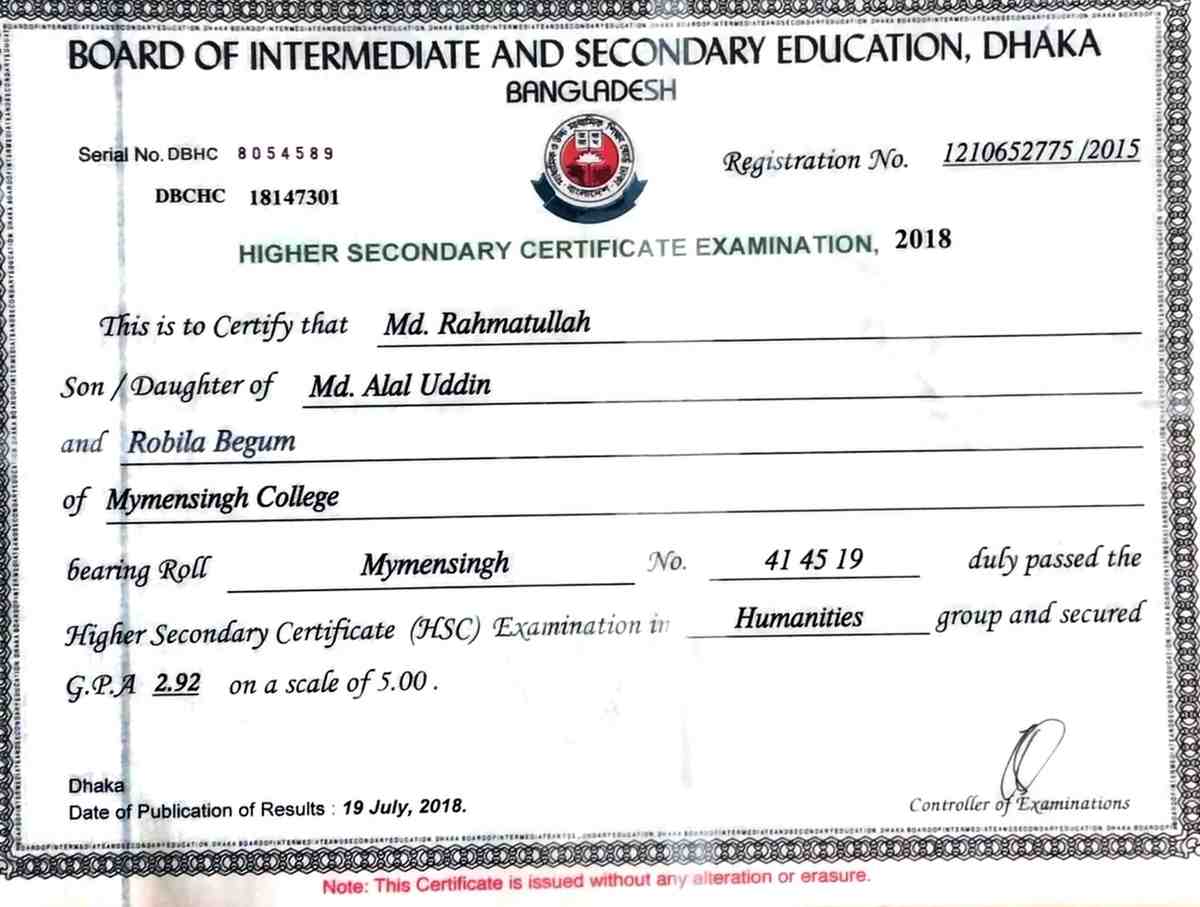 BOARD OF INTERMEDIATE AND SECONDARY EDUCATION, DHAKA
BANGLADESH
Serial No. DBHC 8054589
Registration No. 1210652775 /2015
DBCHC 18147301
HIGHER SECONDARY CERTIFICATE EXAMINATION, 2018
This is to Certify that Md. Rahmatullah
Son / Daughter of Md. Alal Uddin
and Robila Begum
of Mymensingh College
bearing Roll Mymensingh No. 41 45 19 duly passed the
Higher Secondary Certificate (HSC) Examination in Humanities group and secured
G.P.A 2.92 on a scale of 5.00 .
Dhaka
Date of Publication of Results : 19 July, 2018.
Controller of Examinations
Note: This Certificate is issued without any alteration or erasure.